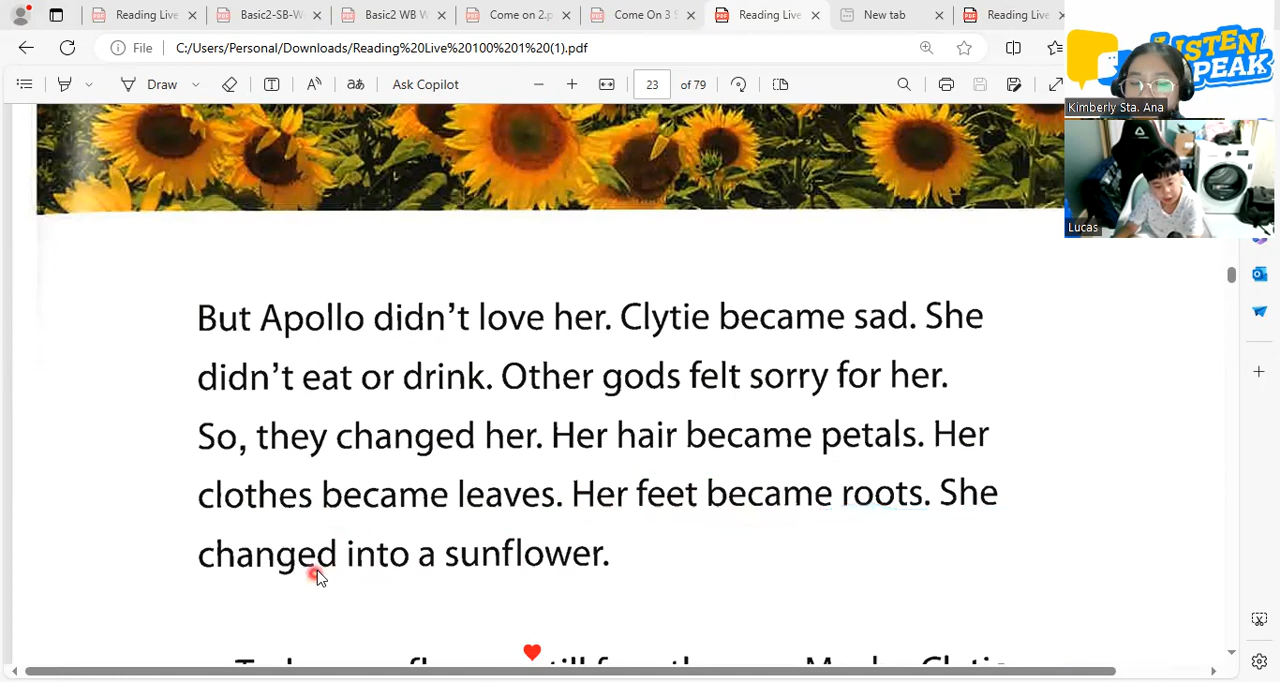 Reading Live
Basic2-SB-W
Basic2 WB W
Come on 2.p
Come On 3 S
Reading Live
New tab
Reading Live
File
C:/Users/Personal/Downloads/Reading%20Live%20100%201%20(1).pdf
Draw
Ask Copilot
23
of 79
LISTEN
SPEAK
Kimberly Sta. Ana
Lucas
But Apollo didn't love her. Clytie became sad. She
didn't eat or drink. Other gods felt sorry for her.
So, they changed her. Her hair became petals. Her
clothes became leaves. Her feet became roots. She
changed into a sunflower.